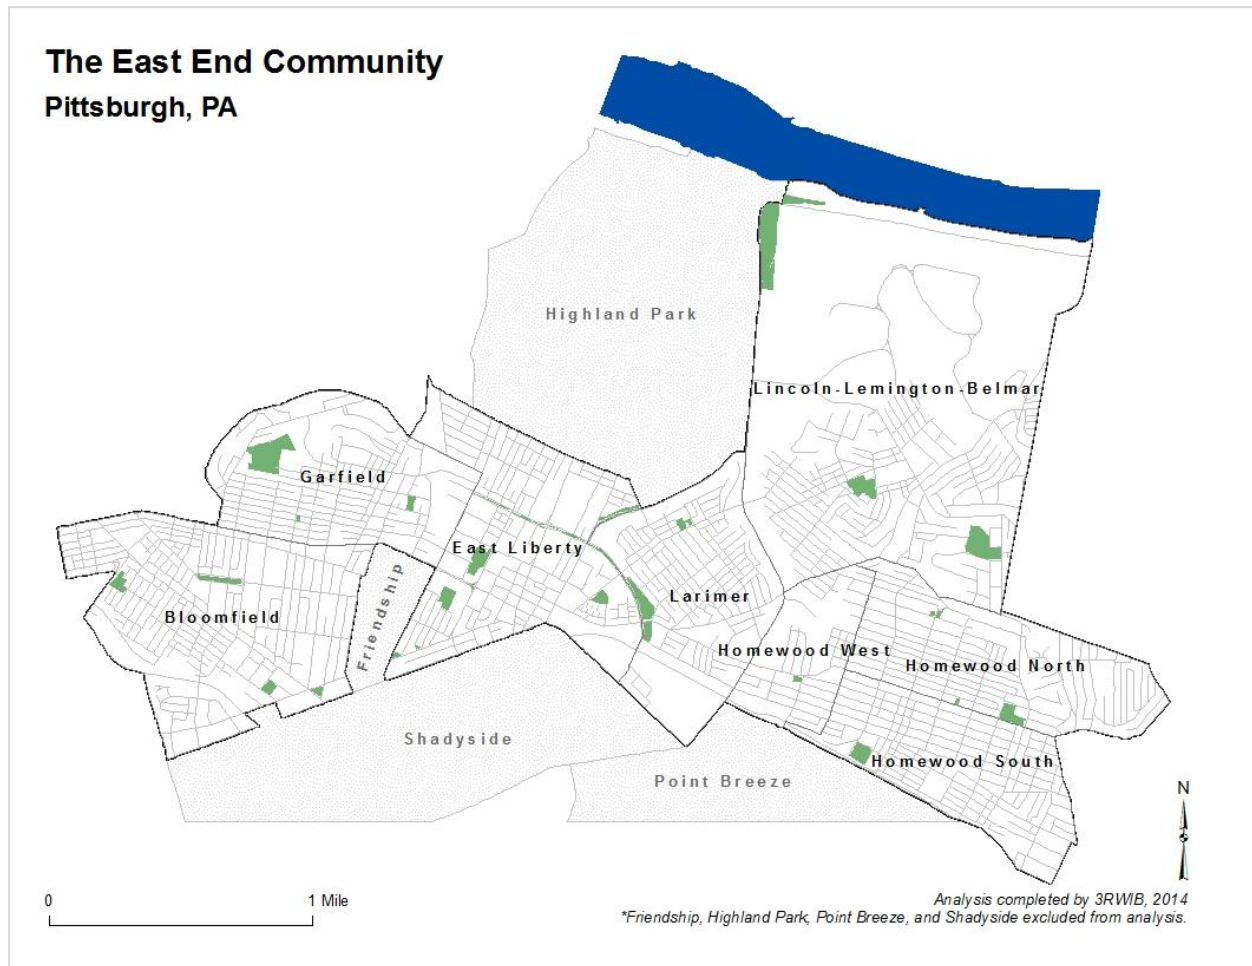 The East End Community
Pittsburgh, PA
Highland Park
Lincoln-Lemington-Belmar
Garfield
East Liberty
Friendship
Larimer
Bloomfield
Homewood West
Homewood North
Shadyside
Homewood South
Point Breeze
N
0 1 Mile
Analysis completed by 3RWIB, 2014
*Friendship, Highland Park, Point Breeze, and Shadyside excluded from analysis.